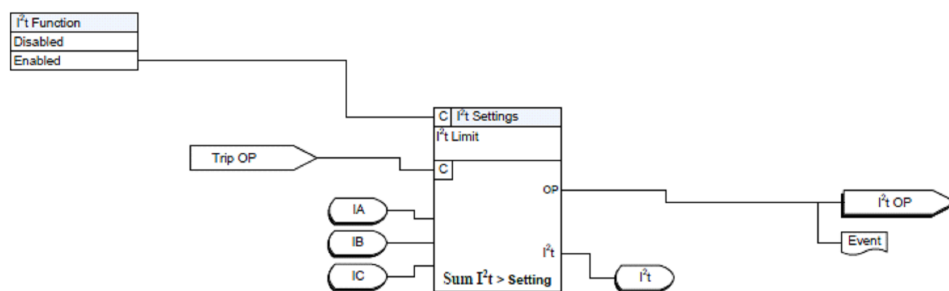 I²t Function
Disabled
Enabled
C I²t Settings
I²t Limit
Trip OP
C
OP
I²t OP
IA
IB
Event
IC
I²t
I²t
Sum I²t > Setting